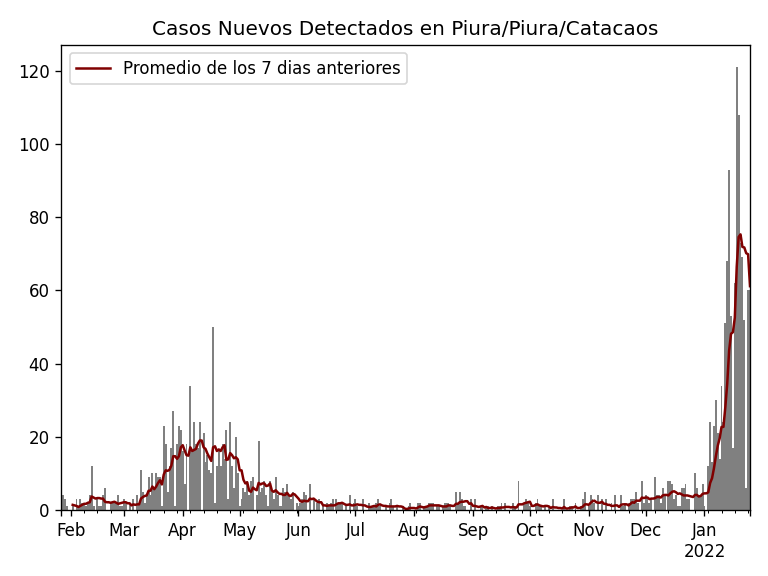 Casos Nuevos Detectados en Piura/Piura/Catacaos
Promedio de los 7 dias anteriores
120
100
80
60
40
20
0
Feb Mar Apr May Jun Jul Aug Sep Oct Nov Dec Jan
2022